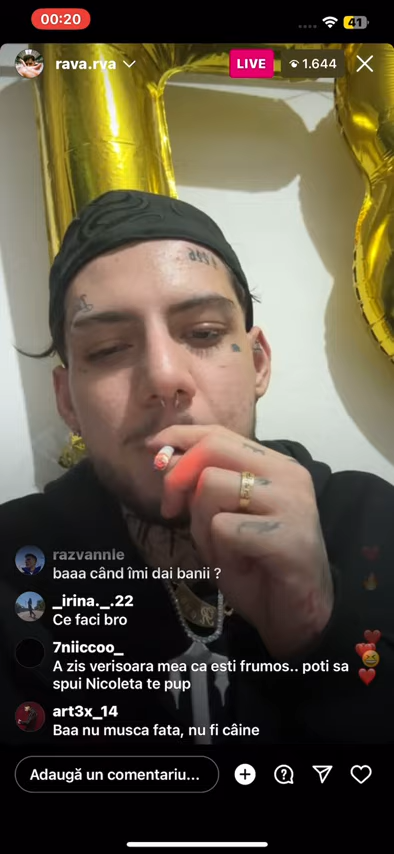 00:20
41
rava.rva
LIVE
1.644
razvannle
baaa când îmi dai banii ?
_irina._.22
Ce faci bro
7niiccoo_
A zis verisoara mea ca esti frumos.. poti sa
spui Nicoleta te pup
art3x_14
Baa nu musca fata, nu fi câine
Adaugă un comentariu...